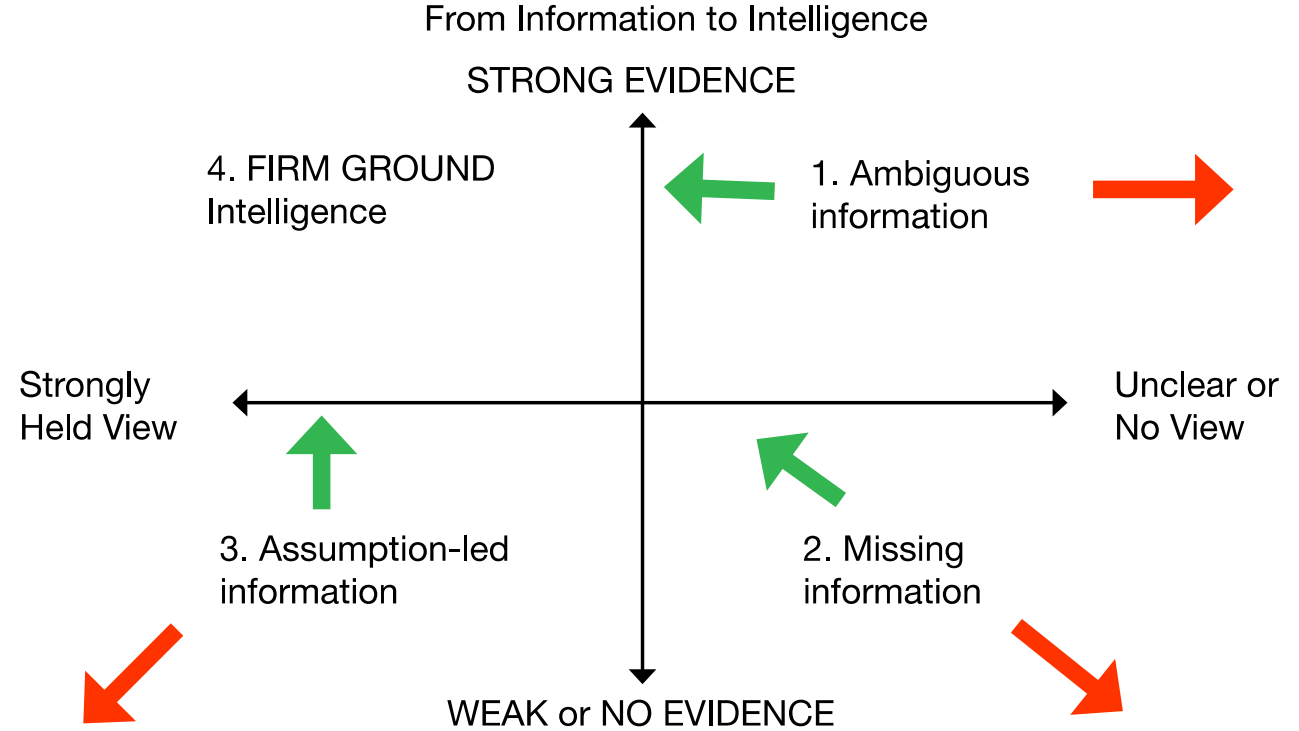 From Information to Intelligence
STRONG EVIDENCE
4. FIRM GROUND
Intelligence
1. Ambiguous
information
Strongly
Held View
Unclear or
No View
3. Assumption-led
information
2. Missing
information
WEAK or NO EVIDENCE